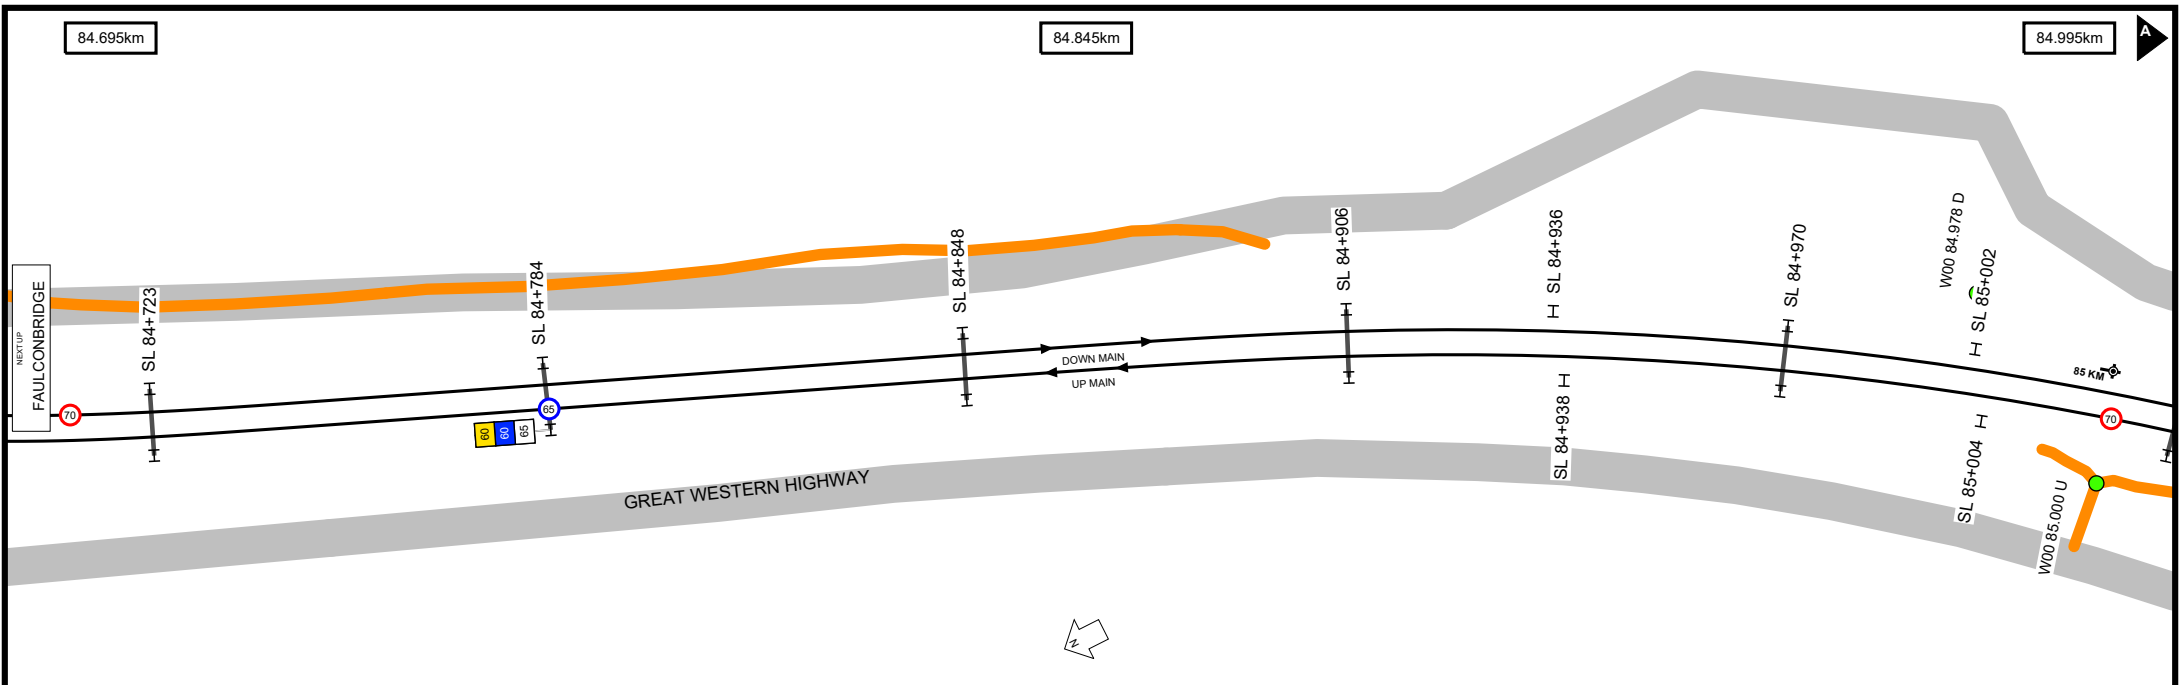 84.695km
84.845km
84.995km
A
NEXT UP
FAULCONBRIDGE
SL 84+723
SL 84+784
SL 84+848
SL 84+906
SL 84+936
SL 84+970
W00 84.978 D
SL 85+002
DOWN MAIN
UP MAIN
85 KM
70
65
60
60
65
70
SL 84+938
SL 85+004
W00 85.000 U
GREAT WESTERN HIGHWAY
N